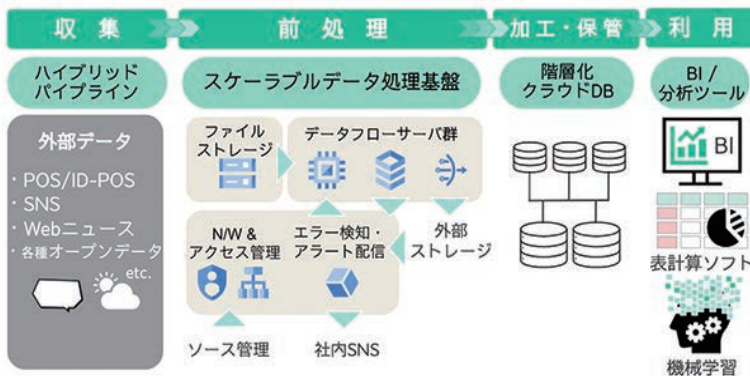 収集
前処理
加工・保管
利用
ハイブリッド
パイプライン
スケーラブルデータ処理基盤
階層化
クラウドDB
BI /
分析ツール
外部データ
・POS/ID-POS
・SNS
・Webニュース
・各種オープンデータ
etc.
ファイル
ストレージ
データフローサーバ群
N/W &
アクセス管理
エラー検知・
アラート配信
外部
ストレージ
ソース管理
社内SNS
BI
表計算ソフト
機械学習